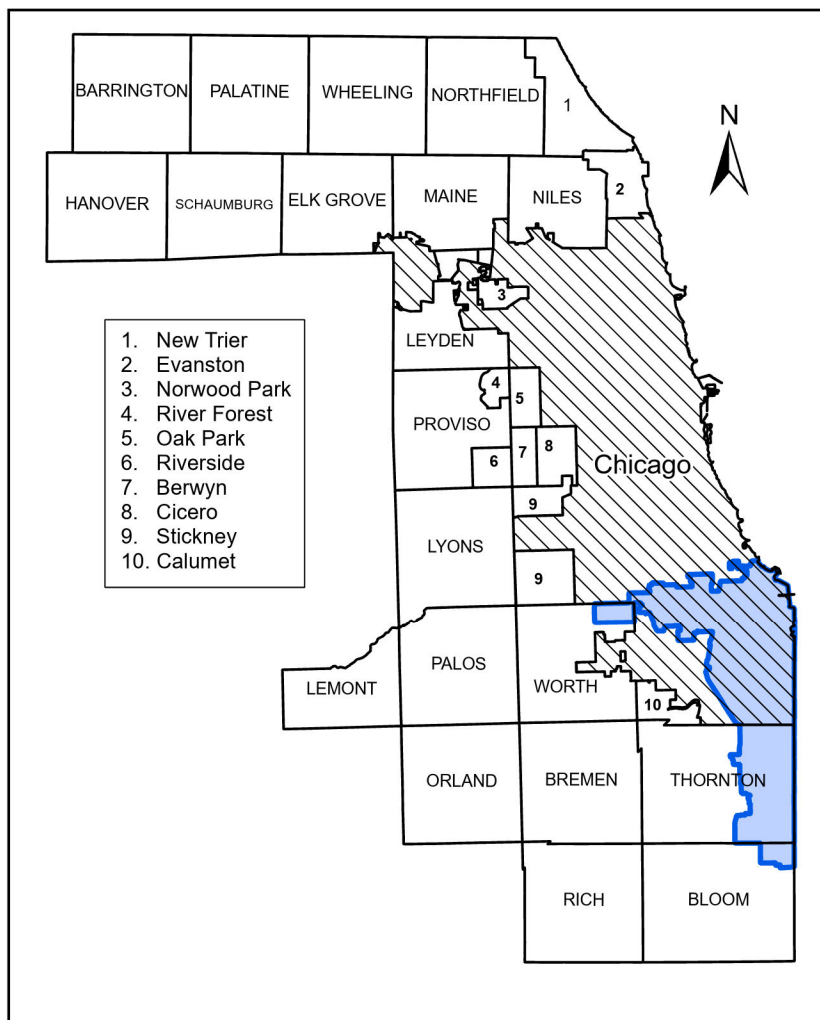 BARRINGTON PALATINE WHEELING NORTHFIELD 1
N
HANOVER SCHAUMBURG ELK GROVE MAINE NILES 2
3
LEYDEN
1. New Trier
2. Evanston
3. Norwood Park
4. River Forest
5. Oak Park
6. Riverside
7. Berwyn
8. Cicero
9. Stickney
10. Calumet
4
5
PROVISO
6 7 8 Chicago
9
LYONS
9
LEMONT PALOS WORTH
10
ORLAND BREMEN THORNTON
RICH BLOOM